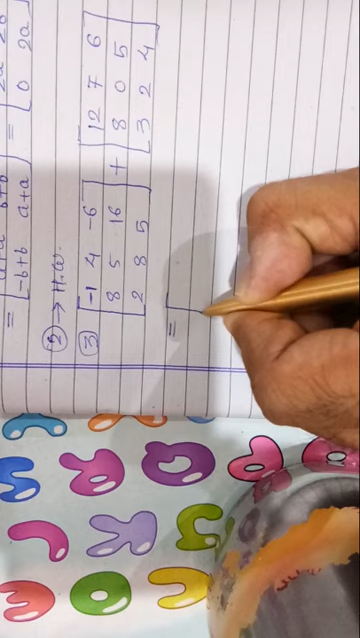 = [-b+b a+a] = [0 2a]
② → H.W.
③ [-1 4 -6] + [12 7 6]
[8 5 16] [8 0 5]
[2 8 5] [3 2 4]
= [